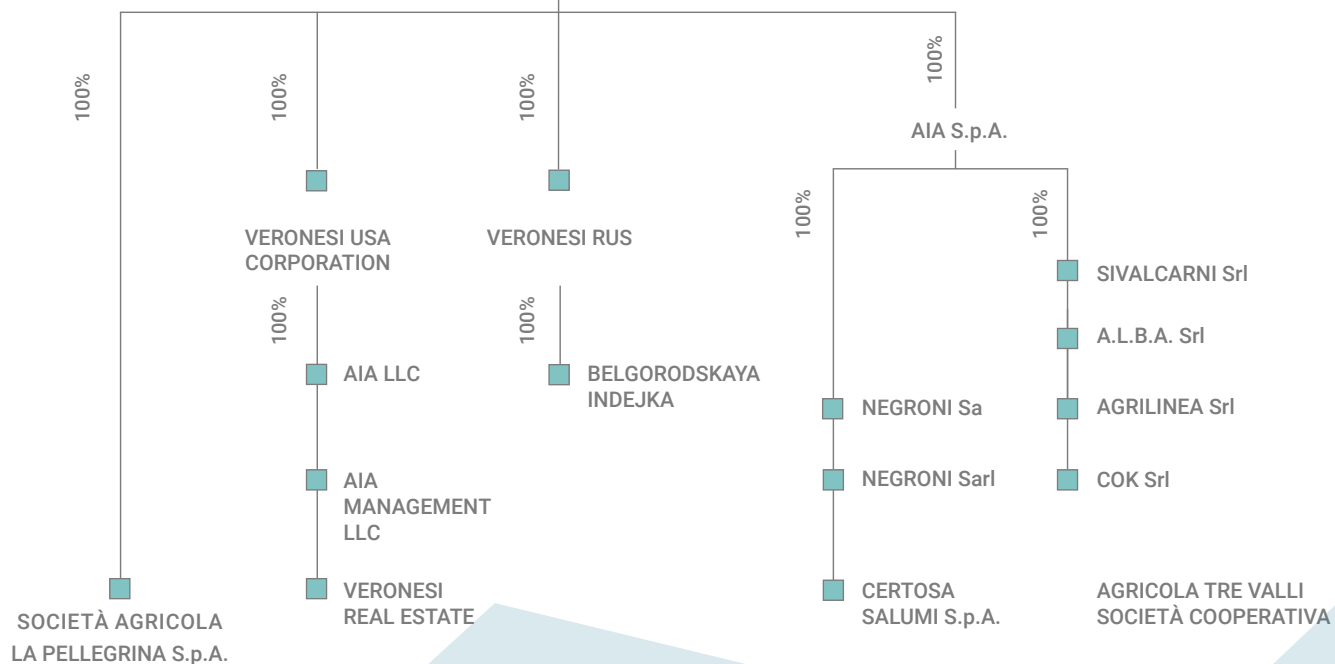 100%
100%
100%
100%
AIA S.p.A.
VERONESI USA
CORPORATION
VERONESI RUS
100%
100%
100%
100%
SIVALCARNI Srl
A.L.B.A. Srl
AGRILINEA Srl
COK Srl
AIA LLC
AIA
MANAGEMENT
LLC
VERONESI
REAL ESTATE
BELGORODSKAYA
INDEJKA
NEGRONI Sa
NEGRONI Sarl
CERTOSA
SALUMI S.p.A.
AGRICOLA TRE VALLI
SOCIETÀ COOPERATIVA
SOCIETÀ AGRICOLA
LA PELLEGRINA S.p.A.